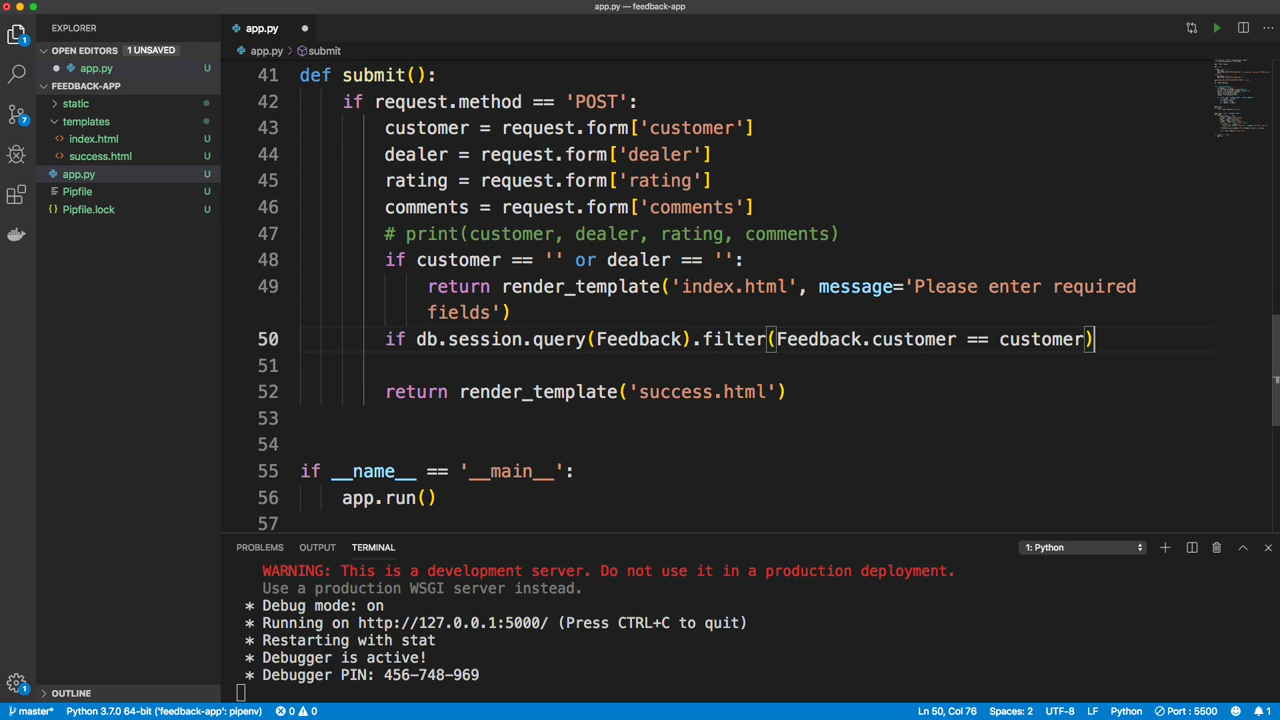 app.py — feedback-app
EXPLORER
OPEN EDITORS 1 UNSAVED
app.py U
FEEDBACK-APP
static
templates
index.html U
success.html U
app.py U
Pipfile U
Pipfile.lock U
app.py
app.py > submit
41 def submit():
42 if request.method == 'POST':
43 customer = request.form['customer']
44 dealer = request.form['dealer']
45 rating = request.form['rating']
46 comments = request.form['comments']
47 # print(customer, dealer, rating, comments)
48 if customer == '' or dealer == '':
49 return render_template('index.html', message='Please enter required
fields')
50 if db.session.query(Feedback).filter(Feedback.customer == customer)
51
52 return render_template('success.html')
53
54
55 if __name__ == '__main__':
56 app.run()
57
PROBLEMS OUTPUT TERMINAL 1: Python
WARNING: This is a development server. Do not use it in a production deployment.
Use a production WSGI server instead.
* Debug mode: on
* Running on http://127.0.0.1:5000/ (Press CTRL+C to quit)
* Restarting with stat
* Debugger is active!
* Debugger PIN: 456-748-969
OUTLINE
1
7
1
master* Python 3.7.0 64-bit ('feedback-app': pipenv) 0 0 Ln 50, Col 76 Spaces: 2 UTF-8 LF Python Port : 5500 1